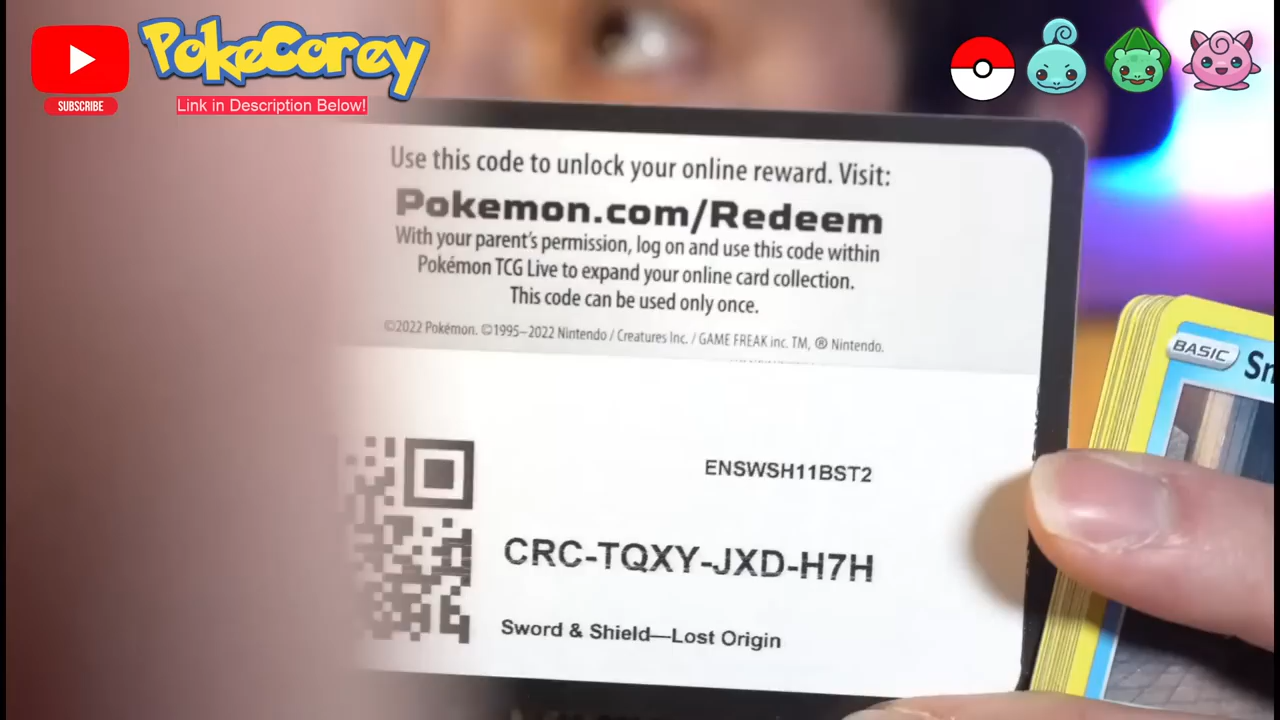 PokeCorey
SUBSCRIBE
Link in Description Below!
Use this code to unlock your online reward. Visit:
Pokemon.com/Redeem
With your parent's permission, log on and use this code within
Pokémon TCG Live to expand your online card collection.
This code can be used only once.
©2022 Pokémon. ©1995–2022 Nintendo / Creatures Inc. / GAME FREAK inc. TM, ® Nintendo.
BASIC
ENSWSH11BST2
CRC-TQXY-JXD-H7H
Sword & Shield—Lost Origin